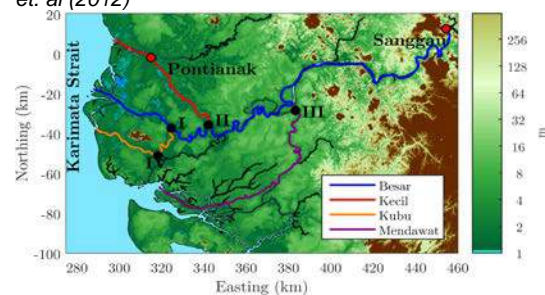 et. al (2012)
Sanggau
Pontianak
Karimata Strait
I
II
III
Besar
Kecil
Kubu
Mendawat
20
0
-20
-40
-60
-80
-100
Northing (km)
280 300 320 340 360 380 400 420 440 460
Easting (km)
256
128
64
32
16
8
4
2
1
m